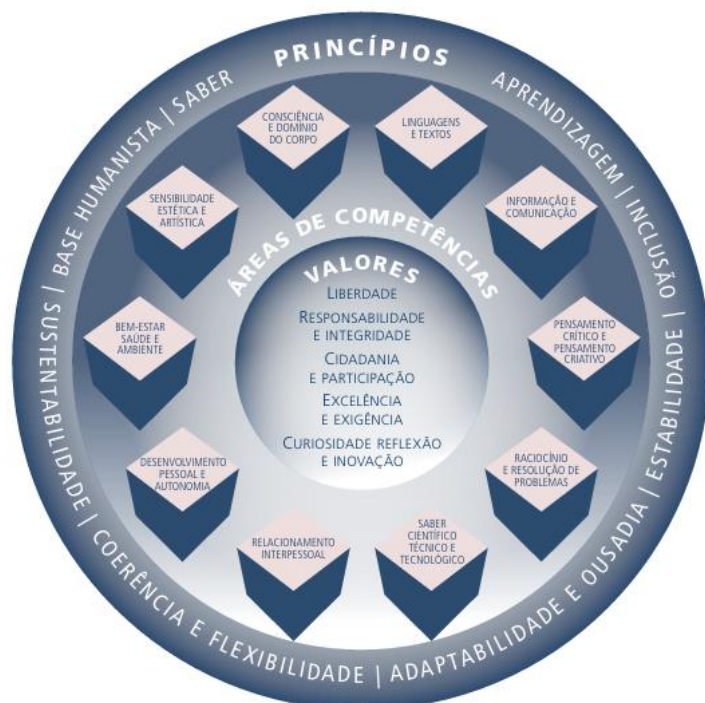 PRINCÍPIOS
APRENDIZAGEM | INCLUSÃO | ESTABILIDADE | ADAPTABILIDADE E OUSADIA | COERÊNCIA E FLEXIBILIDADE | SUSTENTABILIDADE | BASE HUMANISTA | SABER
ÁREAS DE COMPETÊNCIAS
LINGUAGENS
E TEXTOS
INFORMAÇÃO E
COMUNICAÇÃO
PENSAMENTO
CRÍTICO E
PENSAMENTO
CRIATIVO
RACIOCÍNIO
E RESOLUÇÃO DE
PROBLEMAS
SABER
CIENTÍFICO
TÉCNICO E
TECNOLÓGICO
RELACIONAMENTO
INTERPESSOAL
DESENVOLVIMENTO
PESSOAL E
AUTONOMIA
BEM-ESTAR
SAÚDE E
AMBIENTE
SENSIBILIDADE
ESTÉTICA E
ARTÍSTICA
CONSCIÊNCIA
E DOMÍNIO
DO CORPO
VALORES
LIBERDADE
RESPONSABILIDADE
E INTEGRIDADE
CIDADANIA
E PARTICIPAÇÃO
EXCELÊNCIA
E EXIGÊNCIA
CURIOSIDADE REFLEXÃO
E INOVAÇÃO